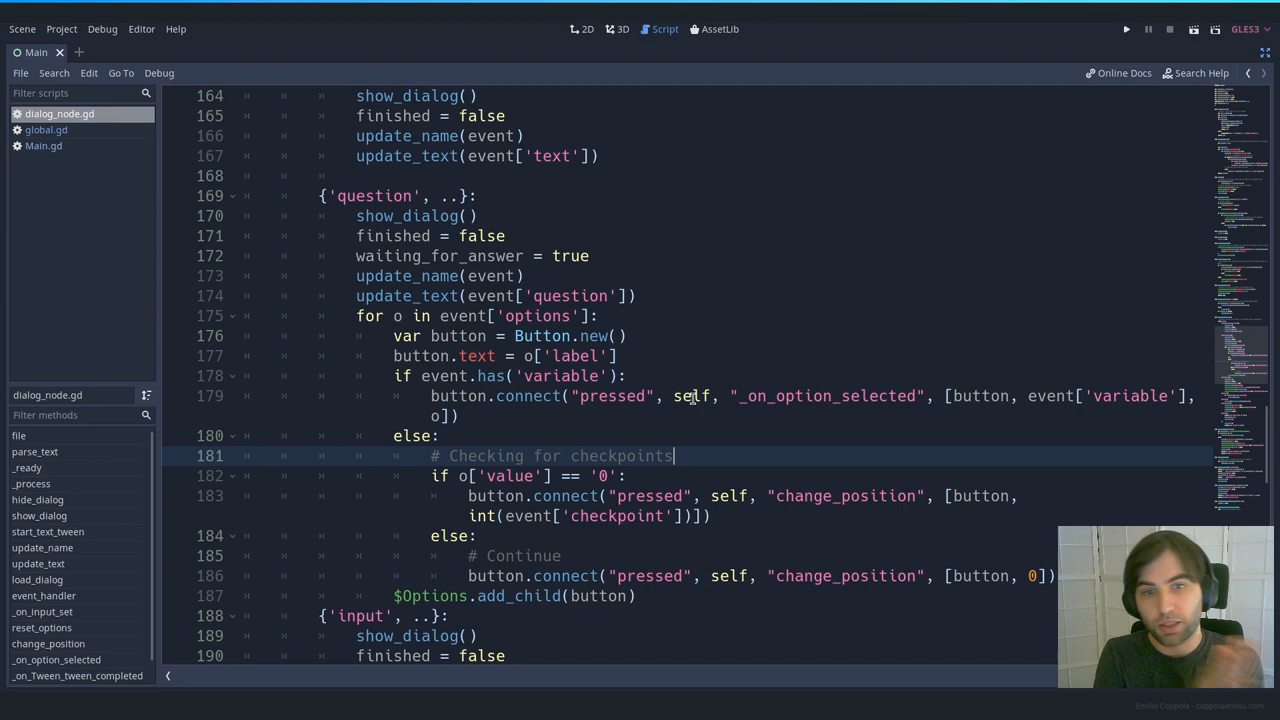 Scene Project Debug Editor Help 2D 3D Script AssetLib GLES3
Main
File Search Edit Go To Debug Online Docs Search Help
Filter scripts
dialog_node.gd
global.gd
Main.gd
dialog_node.gd
Filter methods
file
parse_text
_ready
_process
hide_dialog
show_dialog
start_text_tween
update_name
update_text
load_dialog
event_handler
_on_input_set
reset_options
change_position
_on_option_selected
_on_Tween_tween_completed
164 show_dialog()
165 finished = false
166 update_name(event)
167 update_text(event['text'])
168
169 {'question', ..}:
170 show_dialog()
171 finished = false
172 waiting_for_answer = true
173 update_name(event)
174 update_text(event['question'])
175 for o in event['options']:
176 var button = Button.new()
177 button.text = o['label']
178 if event.has('variable'):
179 button.connect("pressed", self, "_on_option_selected", [button, event['variable'],
o])
180 else:
181 # Checking for checkpoints
182 if o['value'] == '0':
183 button.connect("pressed", self, "change_position", [button,
int(event['checkpoint'])])
184 else:
185 # Continue
186 button.connect("pressed", self, "change_position", [button, 0])
187 $Options.add_child(button)
188 {'input', ..}:
189 show_dialog()
190 finished = false
Emilio Coppola - coppolaemilio.com